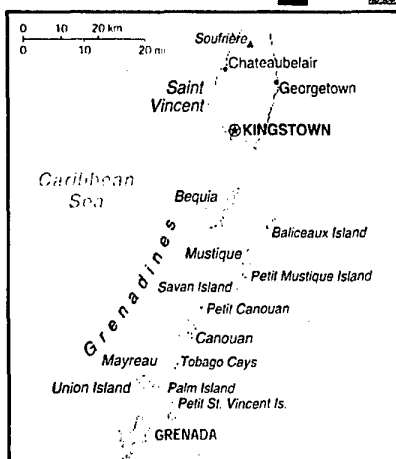 0 10 20 km
0 10 20 mi
Soufrière
Chateaubelair
Saint
Vincent
Georgetown
KINGSTOWN
Caribbean
Sea
Bequia
Baliceaux Island
Grenadines
Mustique
Petit Mustique Island
Savan Island
Petit Canouan
Canouan
Mayreau
Tobago Cays
Union Island
Palm Island
Petit St. Vincent Is.
GRENADA